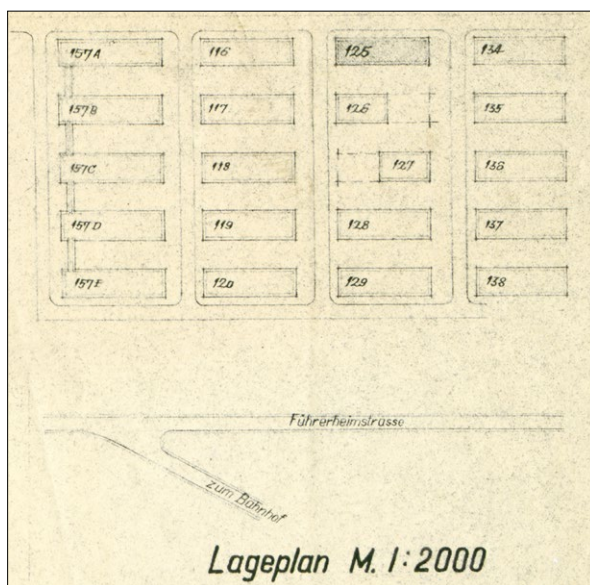 157A 116 125 134
157B 117 126 135
157C 118 127 136
157D 119 128 137
157E 120 129 138
Führerheimstrasse
zum Bahnhof
Lageplan M. 1:2000